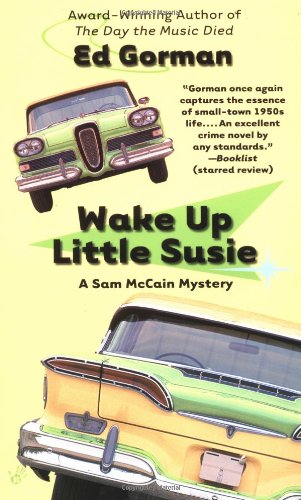 Award-Winning Author of
The Day the Music Died
Ed Gorman
"Gorman once again
captures the essence
of small-town 1950s
life....An excellent
crime novel by
any standards."
—Booklist
(starred review)
Wake Up
Little Susie
A Sam McCain Mystery